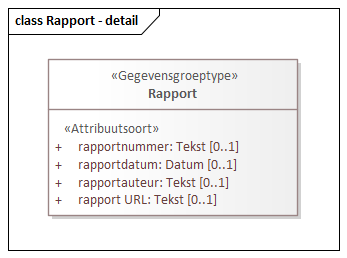 class Rapport - detail
«Gegevensgroeptype»
Rapport
«Attribuutsoort»
+ rapportnummer: Tekst [0..1]
+ rapportdatum: Datum [0..1]
+ rapportauteur: Tekst [0..1]
+ rapport URL: Tekst [0..1]